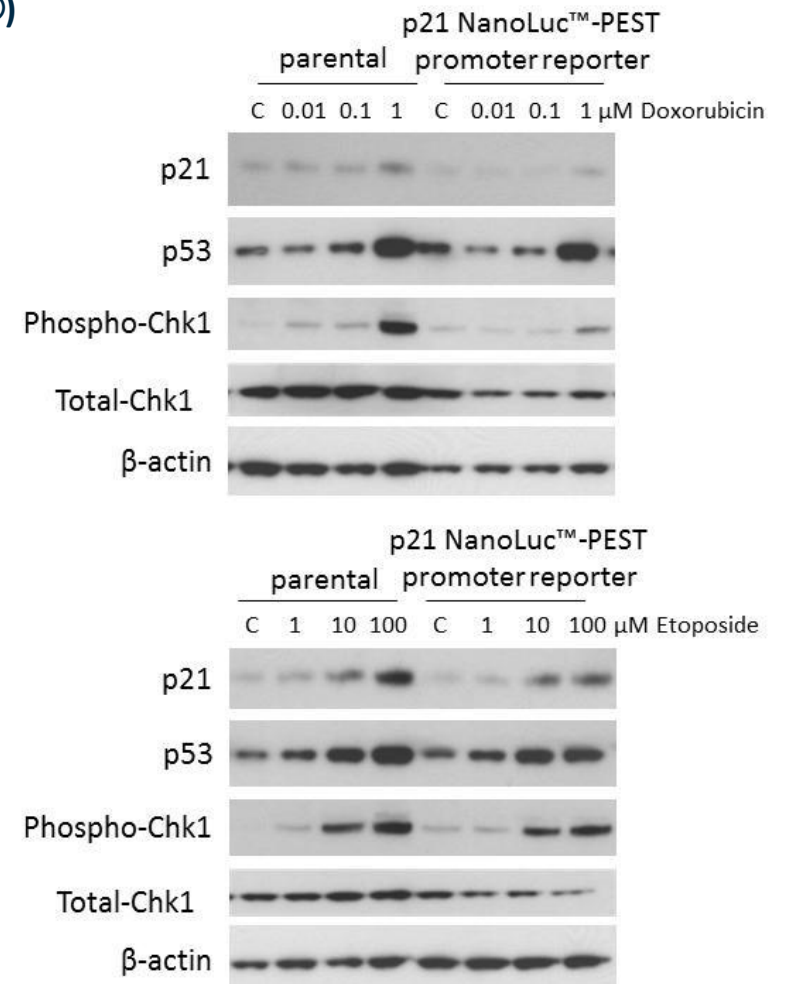 )
p21 NanoLuc™-PEST
parental promoter reporter
C 0.01 0.1 1 C 0.01 0.1 1 μM Doxorubicin
p21
p53
Phospho-Chk1
Total-Chk1
β-actin
p21 NanoLuc™-PEST
parental promoter reporter
C 1 10 100 C 1 10 100 μM Etoposide
p21
p53
Phospho-Chk1
Total-Chk1
β-actin